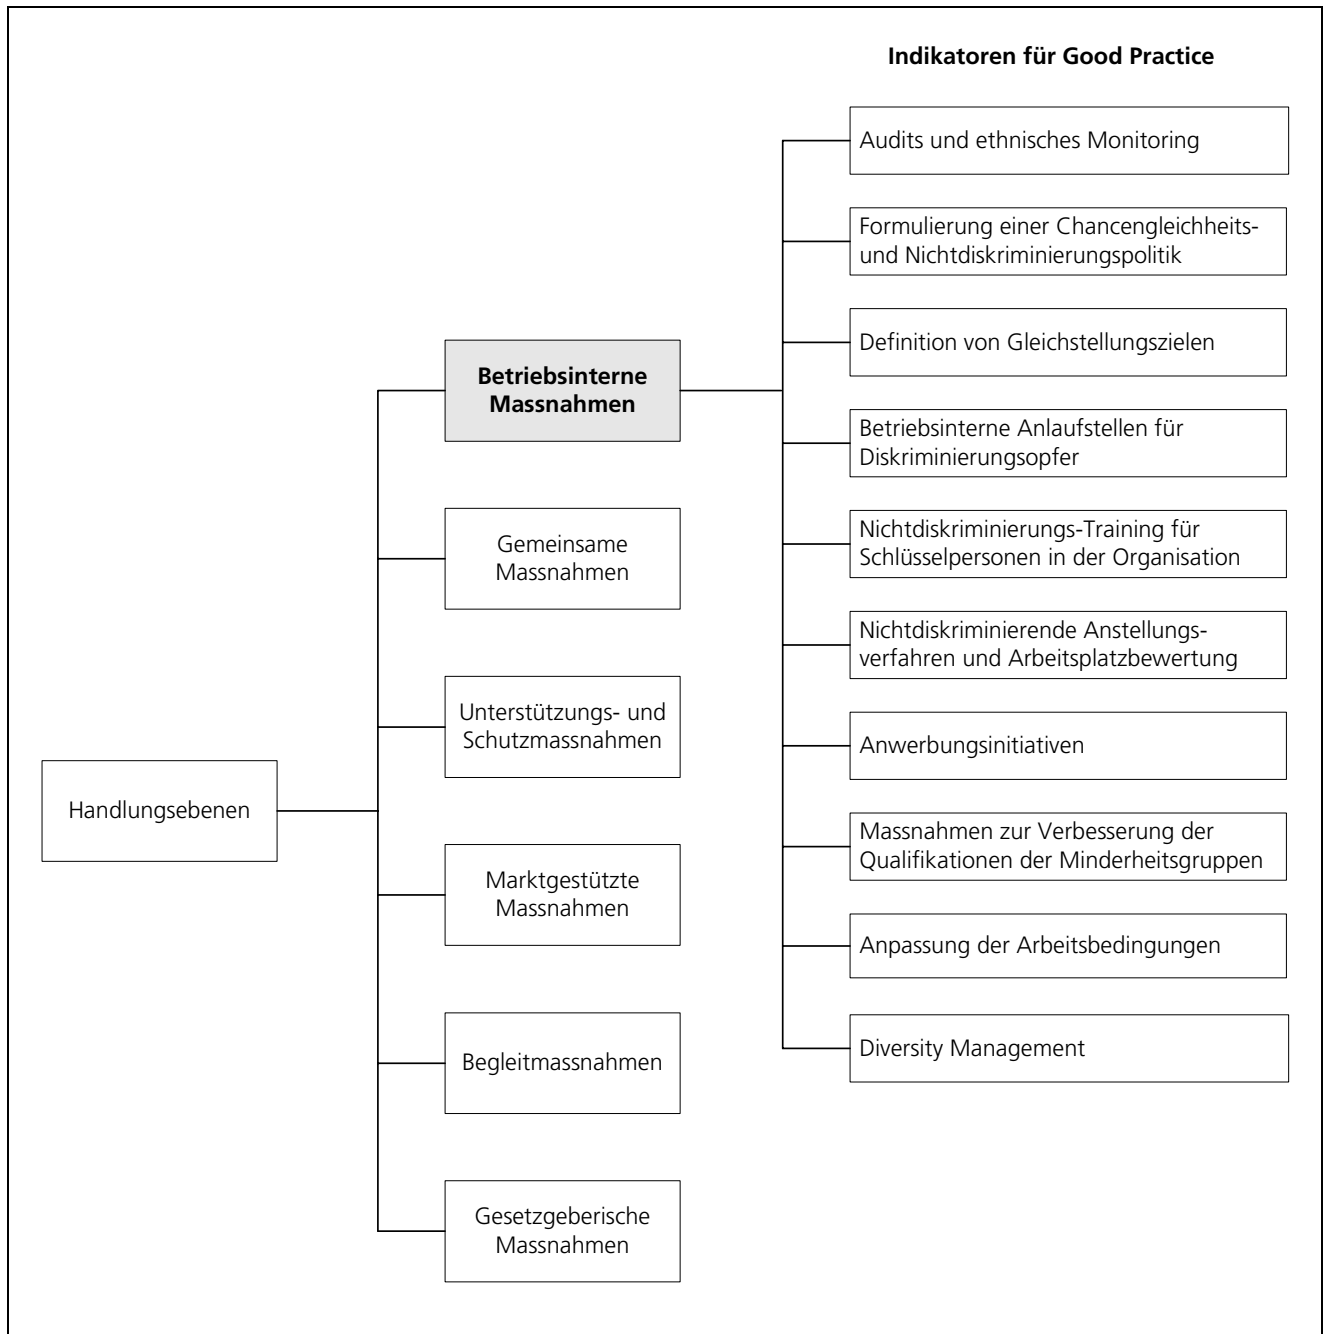 Indikatoren für Good Practice
Audits und ethnisches Monitoring
Formulierung einer Chancengleichheits-
und Nichtdiskriminierungspolitik
Definition von Gleichstellungszielen
Betriebsinterne Anlaufstellen für
Diskriminierungsopfer
Nichtdiskriminierungs-Training für
Schlüsselpersonen in der Organisation
Nichtdiskriminierende Anstellungs-
verfahren und Arbeitsplatzbewertung
Anwerbungsinitiativen
Massnahmen zur Verbesserung der
Qualifikationen der Minderheitsgruppen
Anpassung der Arbeitsbedingungen
Diversity Management
Betriebsinterne
Massnahmen
Gemeinsame
Massnahmen
Unterstützungs- und
Schutzmassnahmen
Marktgestützte
Massnahmen
Begleitmassnahmen
Gesetzgeberische
Massnahmen
Handlungsebenen